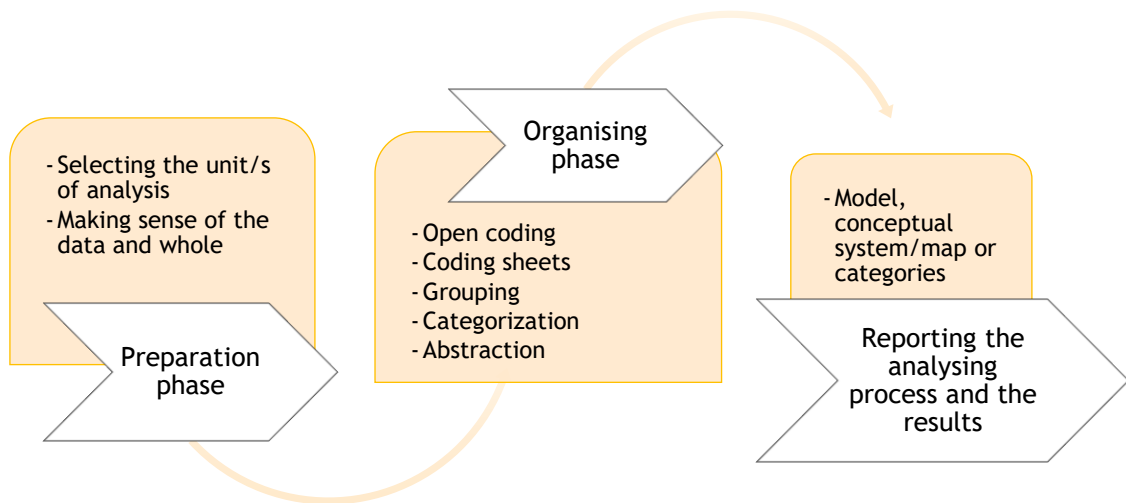 - Selecting the unit/s
of analysis
- Making sense of the
data and whole
Preparation
phase
Organising
phase
- Open coding
- Coding sheets
- Grouping
- Categorization
- Abstraction
- Model,
conceptual
system/map or
categories
Reporting the
analysing
process and the
results